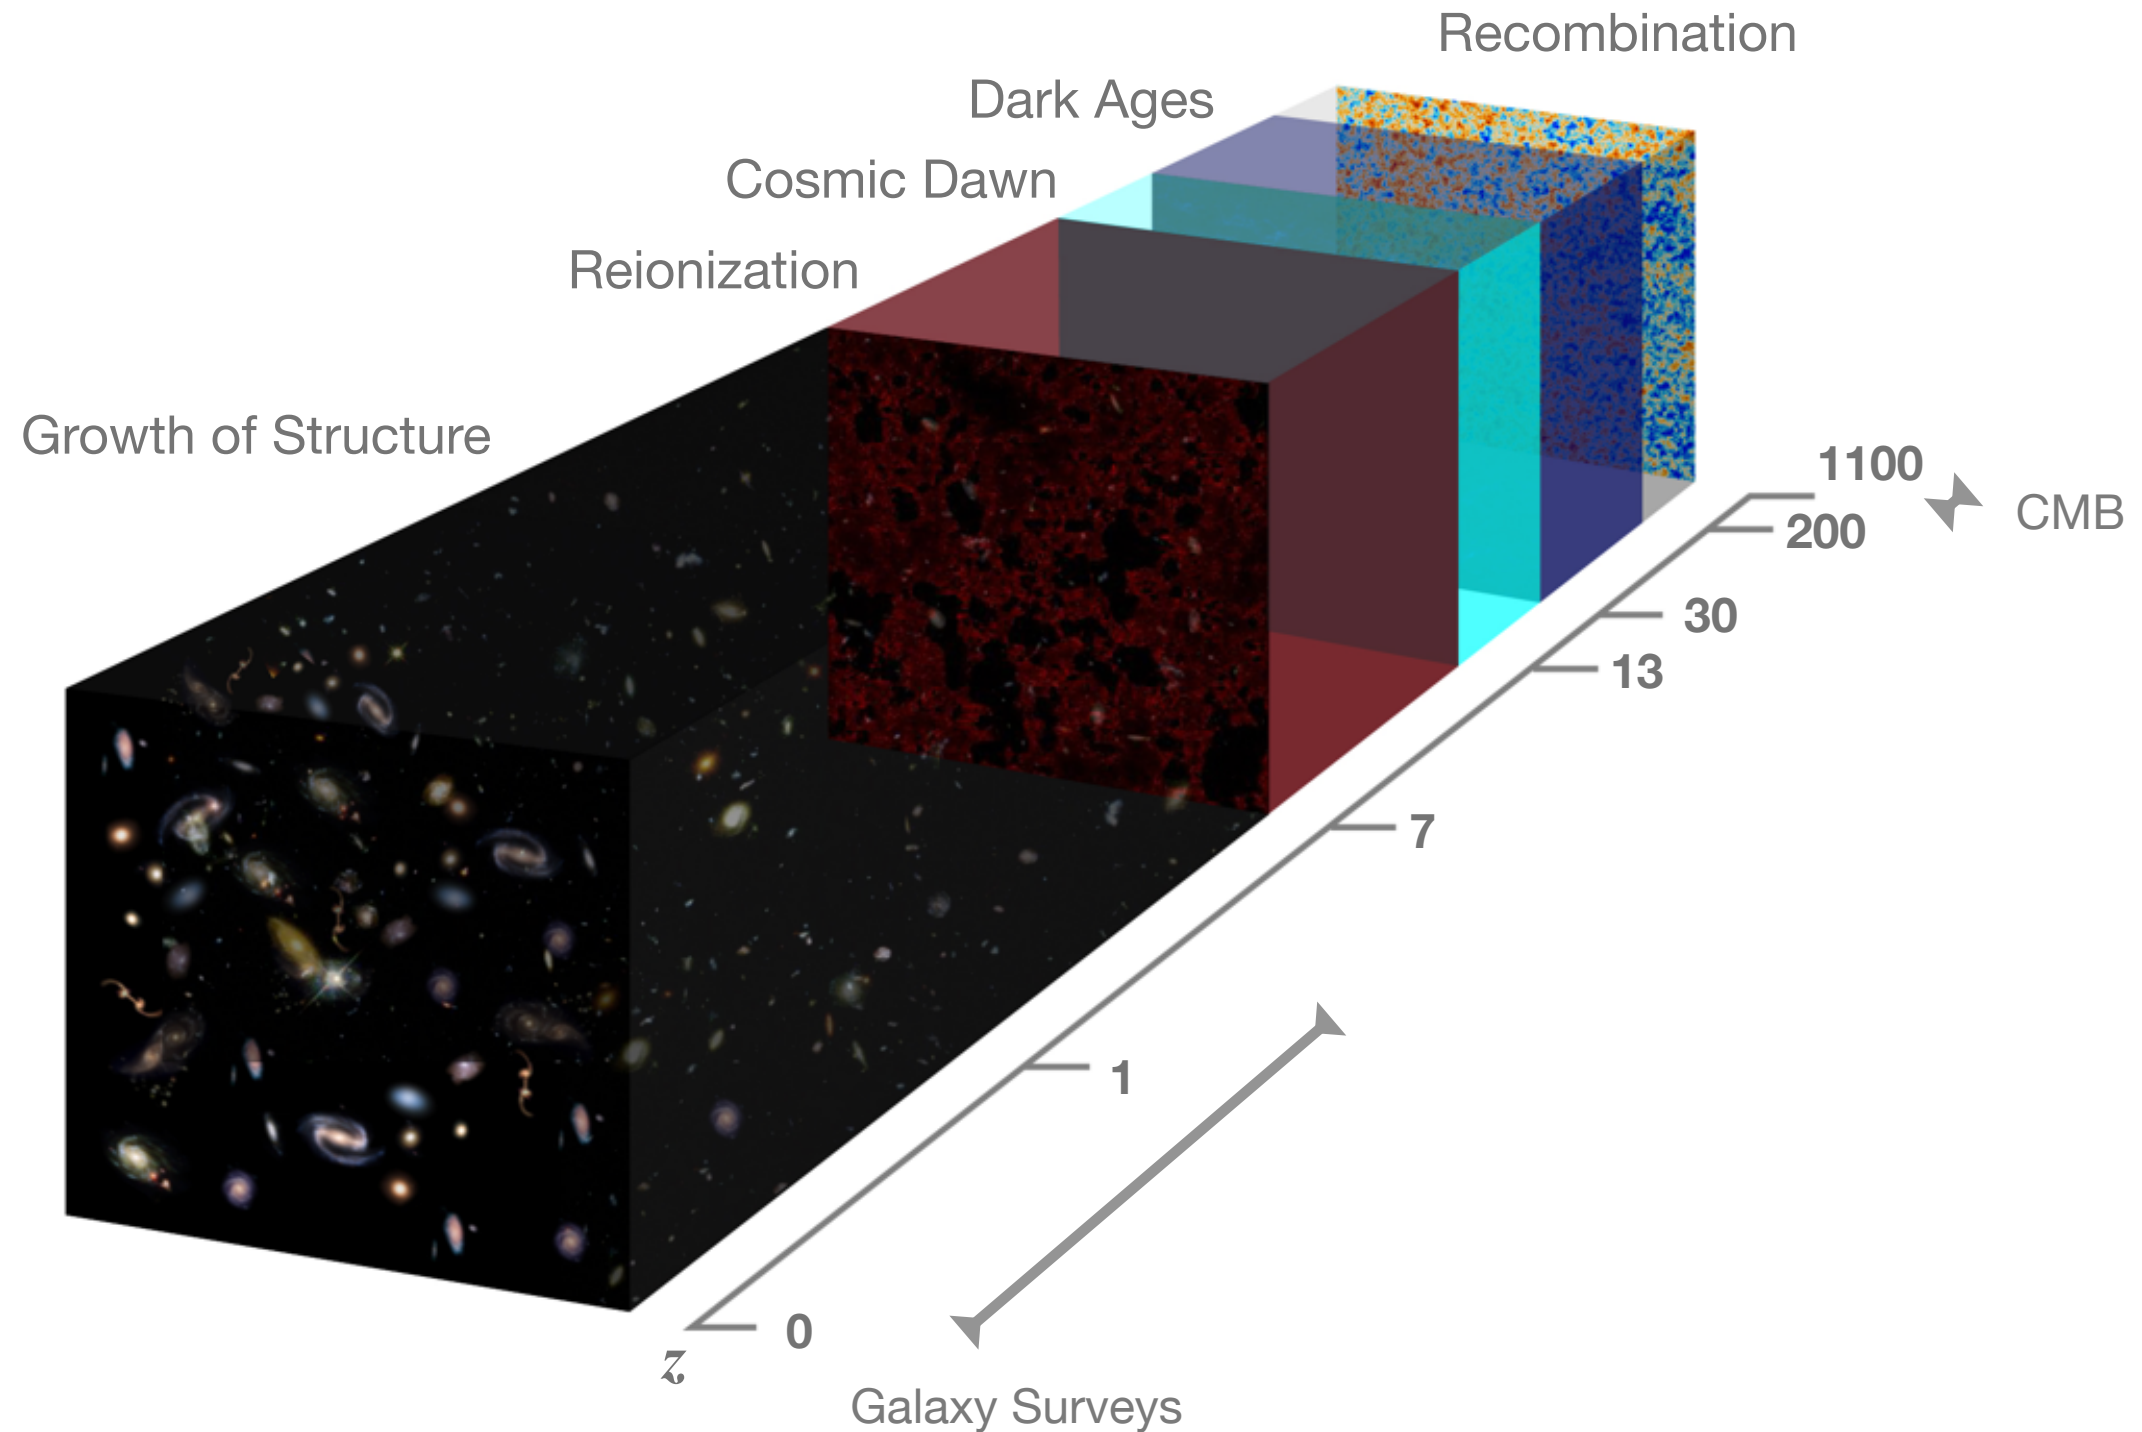 Recombination
Dark Ages
Cosmic Dawn
Reionization
Growth of Structure
1100
CMB
200
30
13
7
1
0
z
Galaxy Surveys